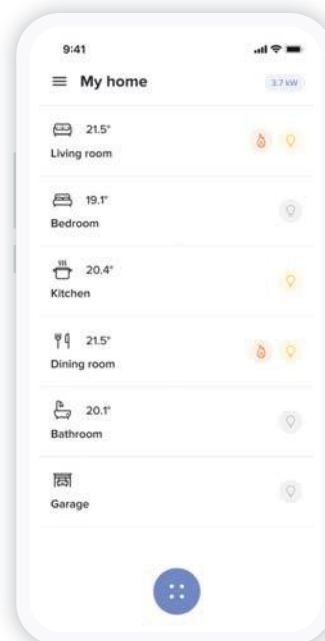 9:41
My home
3.7 kW
21.5°
Living room
19.1°
Bedroom
20.4°
Kitchen
21.5°
Dining room
20.1°
Bathroom
Garage